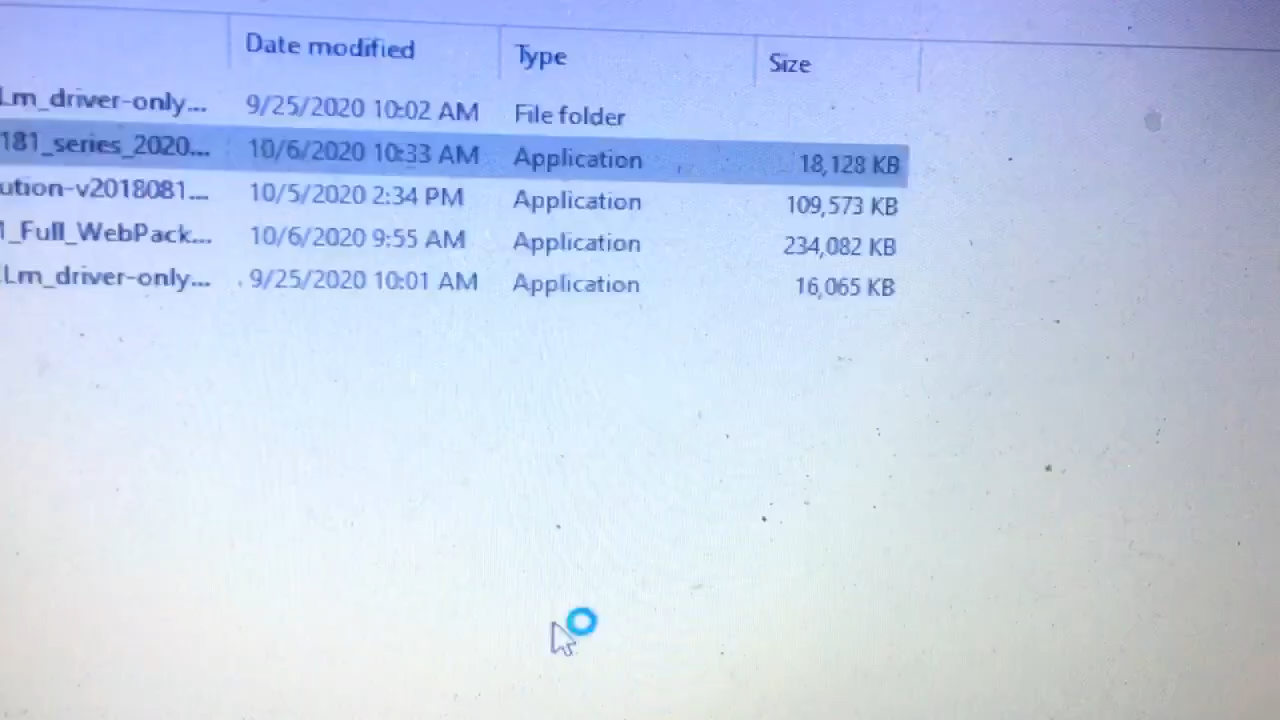 Date modified Type Size
Lm_driver-only... 9/25/2020 10:02 AM File folder
181_series_2020... 10/6/2020 10:33 AM Application 18,128 KB
ution-v2018081... 10/5/2020 2:34 PM Application 109,573 KB
1_Full_WebPack... 10/6/2020 9:55 AM Application 234,082 KB
Lm_driver-only... 9/25/2020 10:01 AM Application 16,065 KB